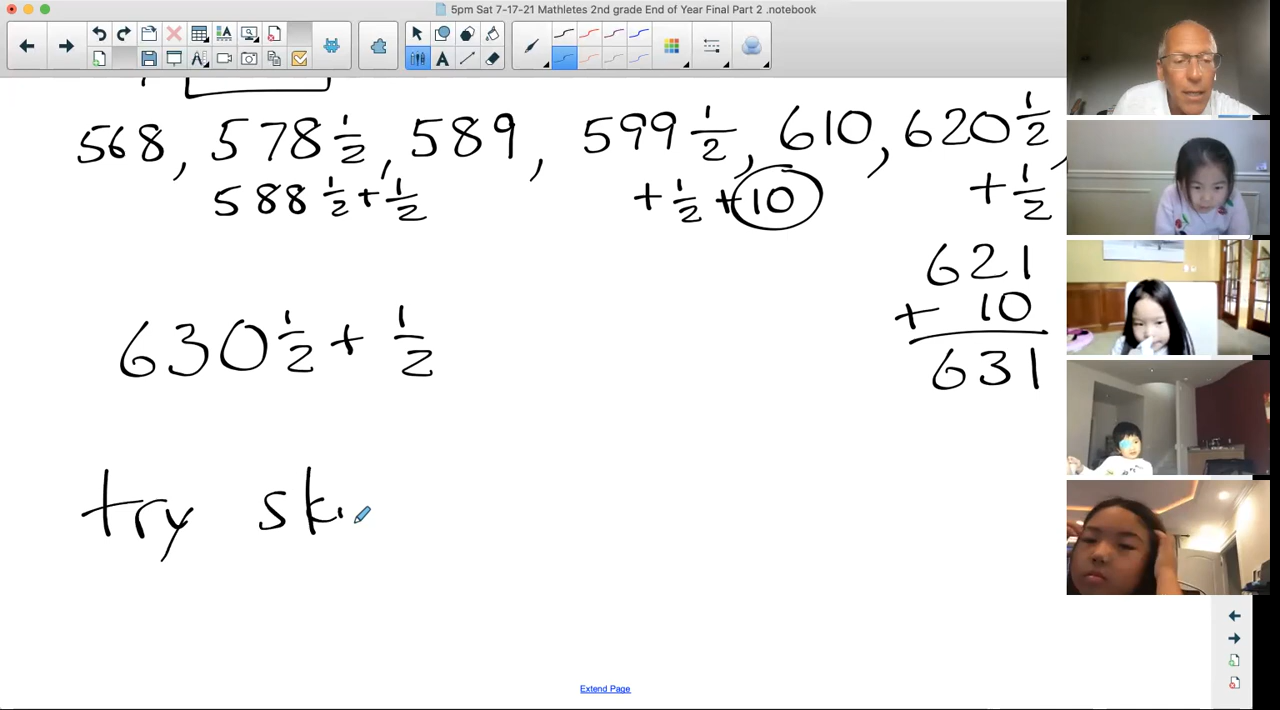 5pm Sat 7-17-21 Mathletes 2nd grade End of Year Final Part 2 .notebook
568, 578 1/2, 589, 599 1/2, 610, 620 1/2,
588 1/2 + 1/2
+ 1/2 + 10
+ 1/2
621
+ 10
631
630 1/2 + 1/2
try sk
Extend Page